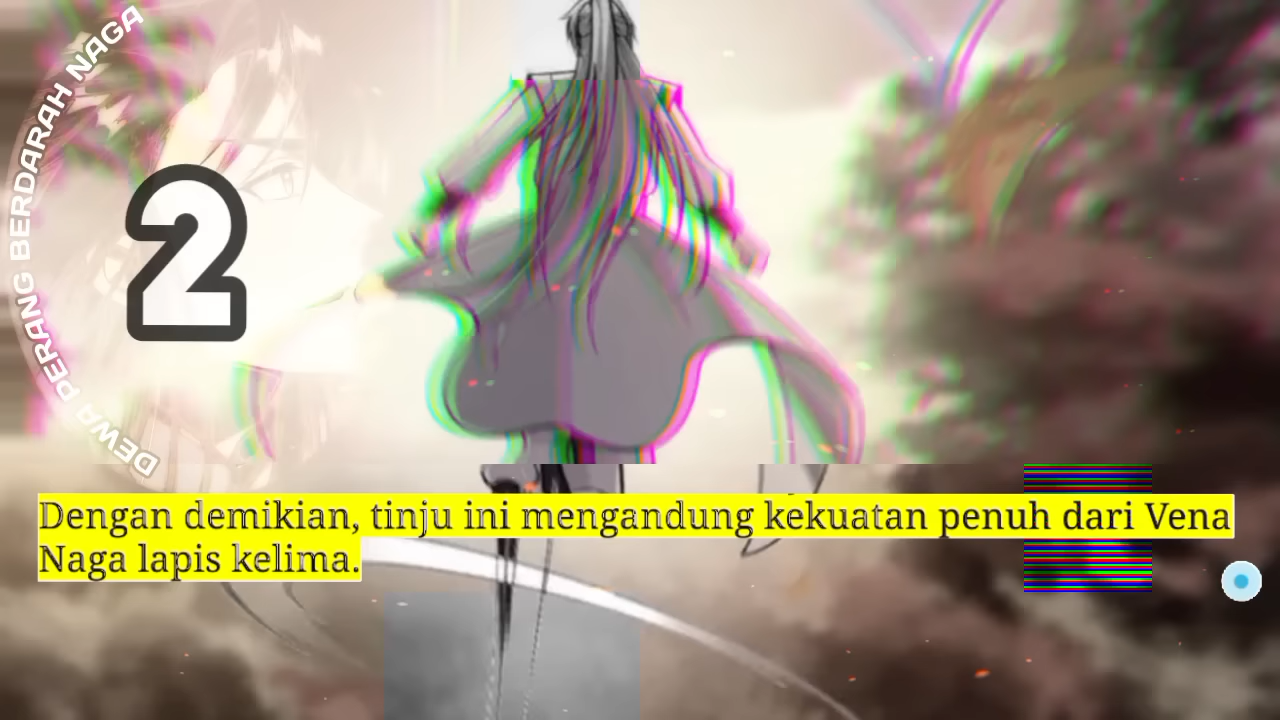 DEWA PERANG BERDARAH NAGA
2
Dengan demikian, tinju ini mengandung kekuatan penuh dari Vena
Naga lapis kelima.